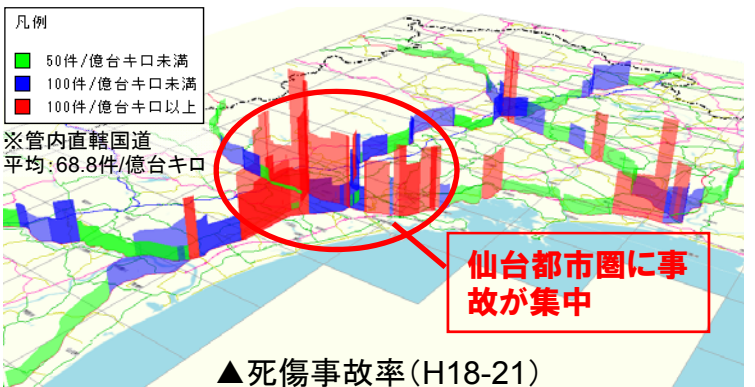 凡例
50件/億台キロ未満
100件/億台キロ未満
100件/億台キロ以上
※管内直轄国道
平均:68.8件/億台キロ
仙台都市圏に事
故が集中
▲死傷事故率(H18-21)